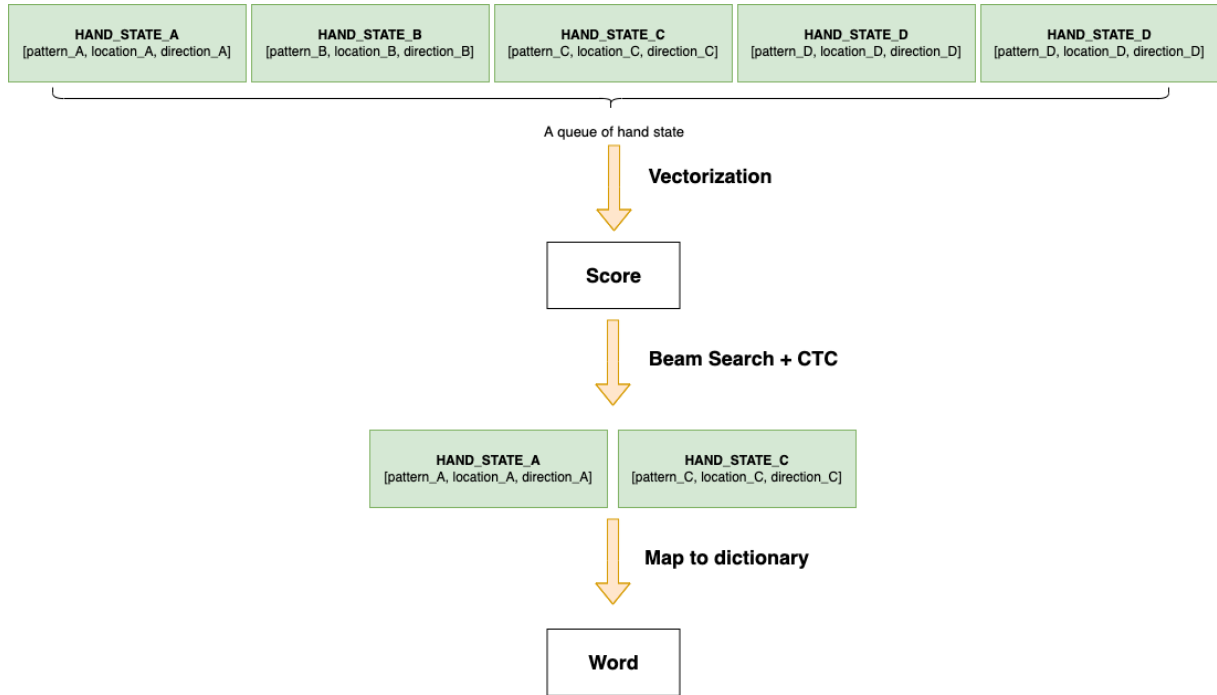 HAND_STATE_A
[pattern_A, location_A, direction_A]
HAND_STATE_B
[pattern_B, location_B, direction_B]
HAND_STATE_C
[pattern_C, location_C, direction_C]
HAND_STATE_D
[pattern_D, location_D, direction_D]
HAND_STATE_D
[pattern_D, location_D, direction_D]
A queue of hand state
Vectorization
Score
Beam Search + CTC
HAND_STATE_A
[pattern_A, location_A, direction_A]
HAND_STATE_C
[pattern_C, location_C, direction_C]
Map to dictionary
Word